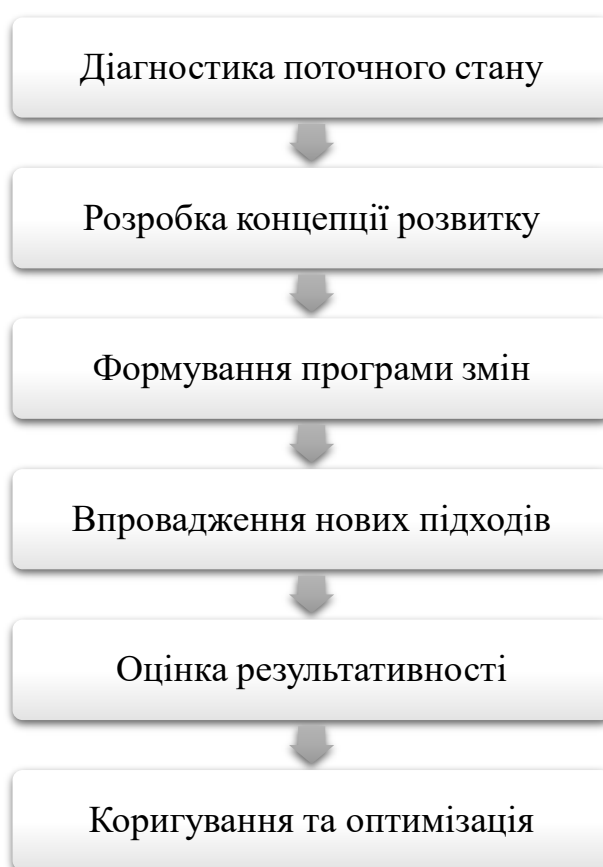 Діагностика поточного стану
Розробка концепції розвитку
Формування програми змін
Впровадження нових підходів
Оцінка результативності
Коригування та оптимізація